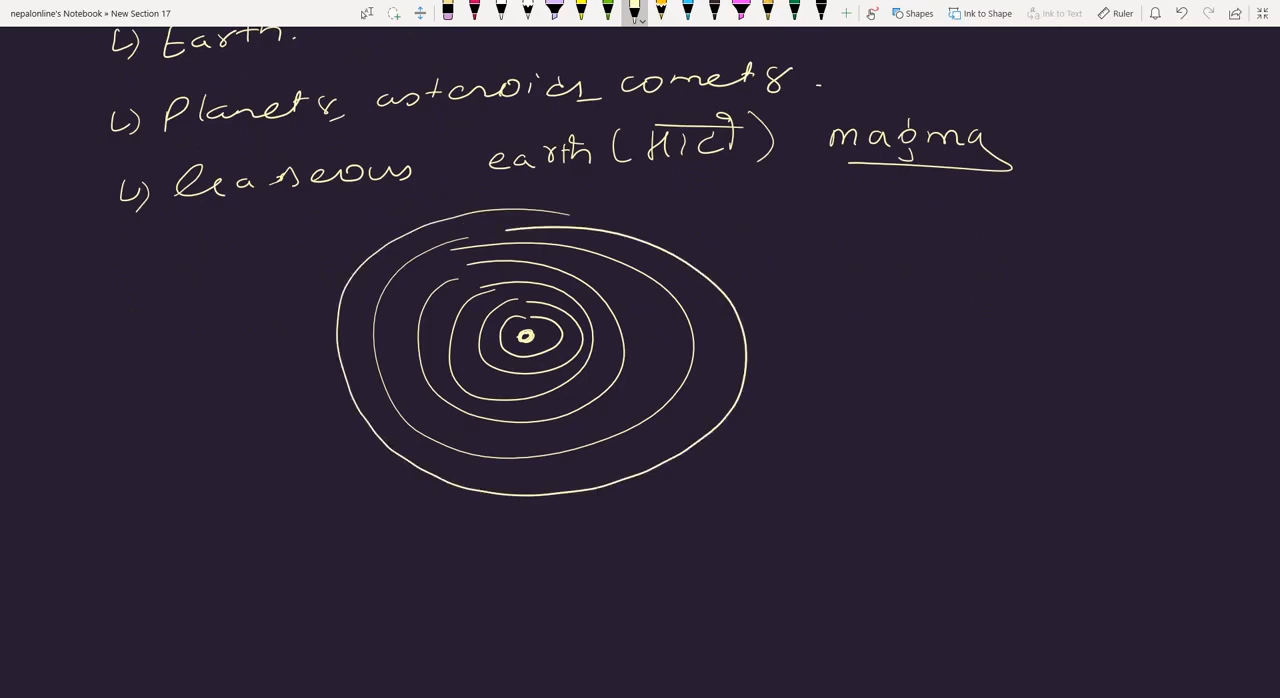 nepalonline's Notebook » New Section 17
Shapes Ink to Shape Ink to Text Ruler
↳ Earth.
↳ Planets, asteroids comets.
↳ Gaaseous earth ( ) magma